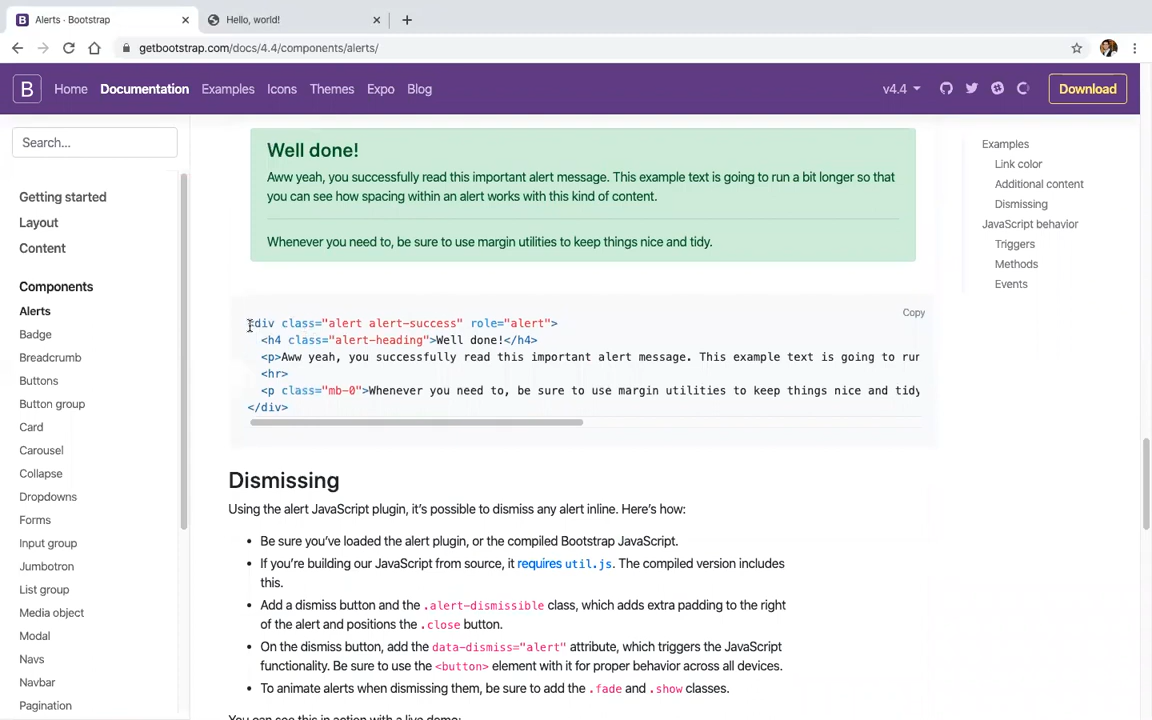 Alerts · Bootstrap
Hello, world!
getbootstrap.com/docs/4.4/components/alerts/
B Home Documentation Examples Icons Themes Expo Blog v4.4 Download
Search...
Getting started
Layout
Content
Components
Alerts
Badge
Breadcrumb
Buttons
Button group
Card
Carousel
Collapse
Dropdowns
Forms
Input group
Jumbotron
List group
Media object
Modal
Navs
Navbar
Pagination
Well done!
Aww yeah, you successfully read this important alert message. This example text is going to run a bit longer so that
you can see how spacing within an alert works with this kind of content.
Whenever you need to, be sure to use margin utilities to keep things nice and tidy.
Copy
<div class="alert alert-success" role="alert">
<h4 class="alert-heading">Well done!</h4>
<p>Aww yeah, you successfully read this important alert message. This example text is going to run
<hr>
<p class="mb-0">Whenever you need to, be sure to use margin utilities to keep things nice and tidy
</div>
Dismissing
Using the alert JavaScript plugin, it's possible to dismiss any alert inline. Here's how:
• Be sure you've loaded the alert plugin, or the compiled Bootstrap JavaScript.
• If you're building our JavaScript from source, it requires util.js. The compiled version includes
this.
• Add a dismiss button and the .alert-dismissible class, which adds extra padding to the right
of the alert and positions the .close button.
• On the dismiss button, add the data-dismiss="alert" attribute, which triggers the JavaScript
functionality. Be sure to use the <button> element with it for proper behavior across all devices.
• To animate alerts when dismissing them, be sure to add the .fade and .show classes.
You can see this in action with a live demo:
Examples
Link color
Additional content
Dismissing
JavaScript behavior
Triggers
Methods
Events